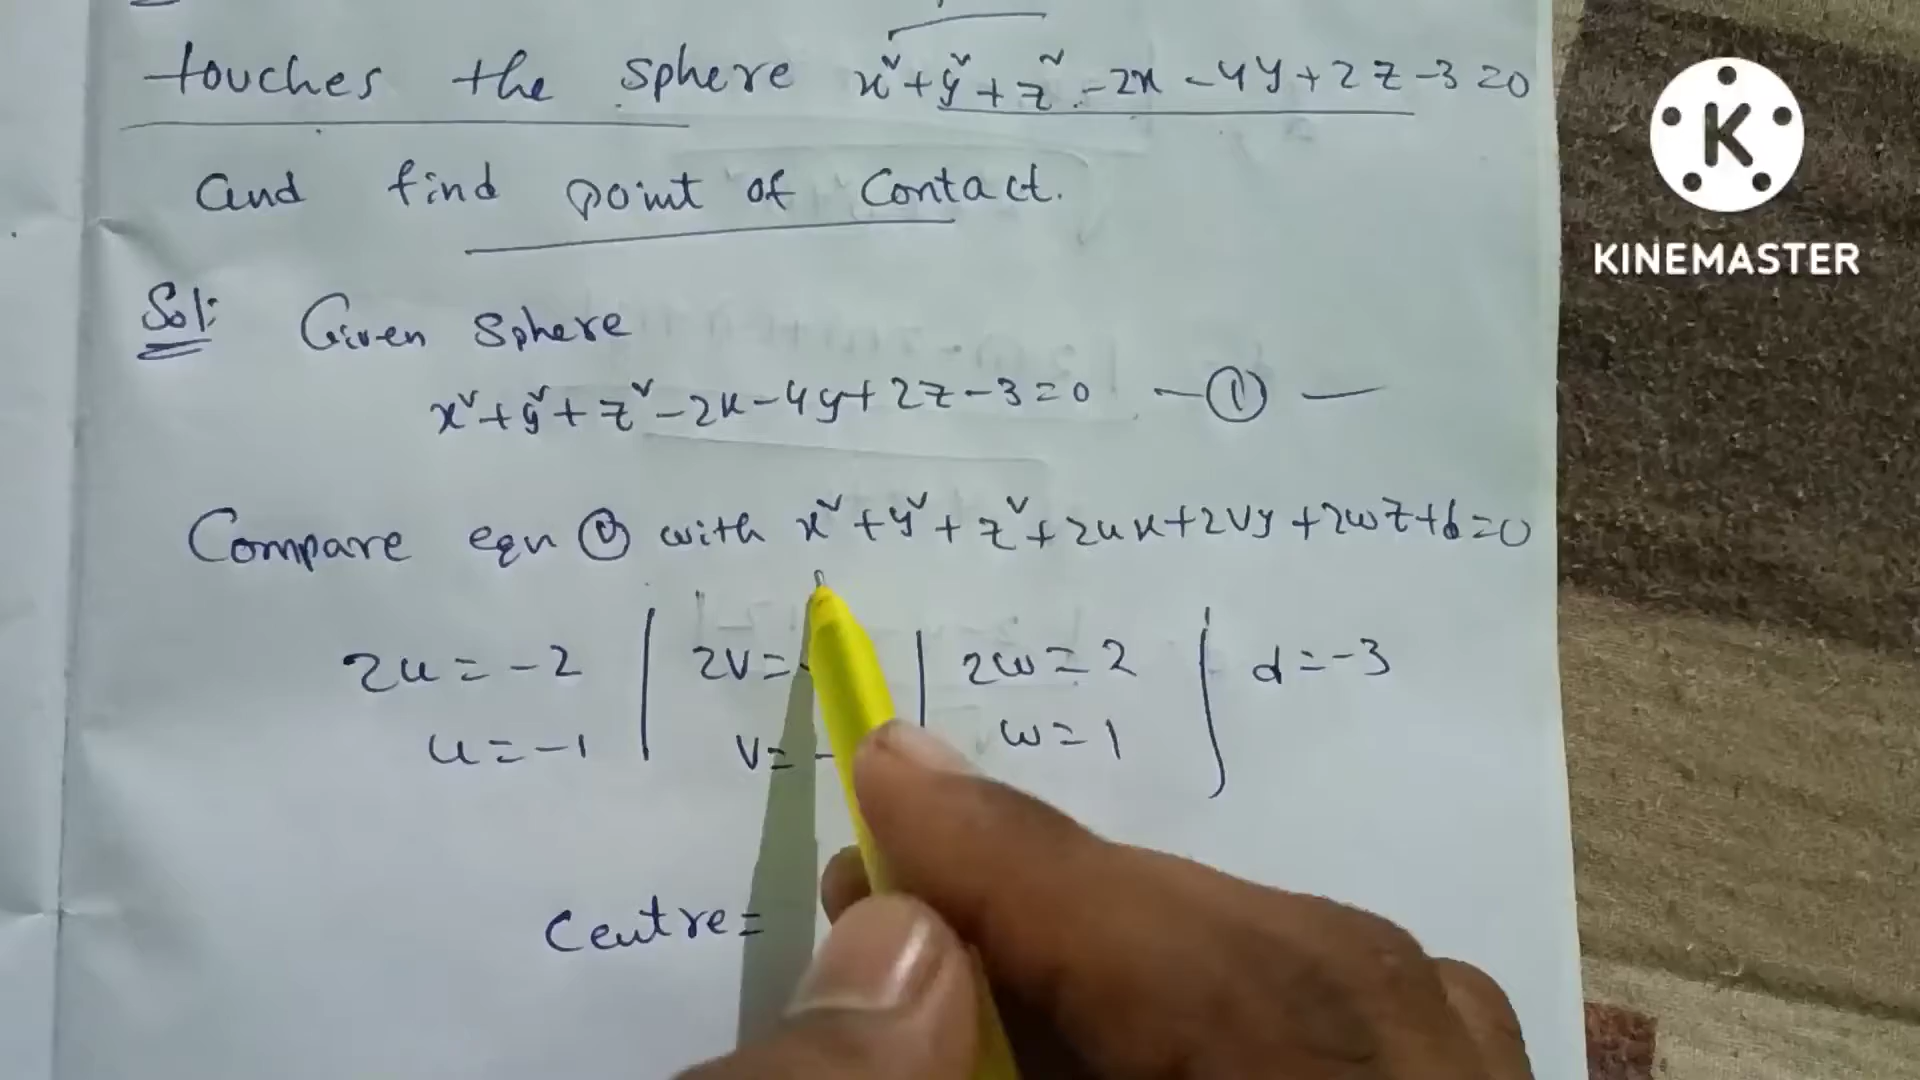 touches the sphere x²+y²+z²-2x-4y+2z-3=0
and find point of Contact.
Sol: Given sphere
x²+y²+z²-2x-4y+2z-3=0 -①-
Compare eqn ① with x²+y²+z²+2ux+2vy+2wz+d=0
2u=-2 | 2v=- | 2w=2 | d=-3
u=-1 | v=- | w=1
Centre=
K
KINEMASTER